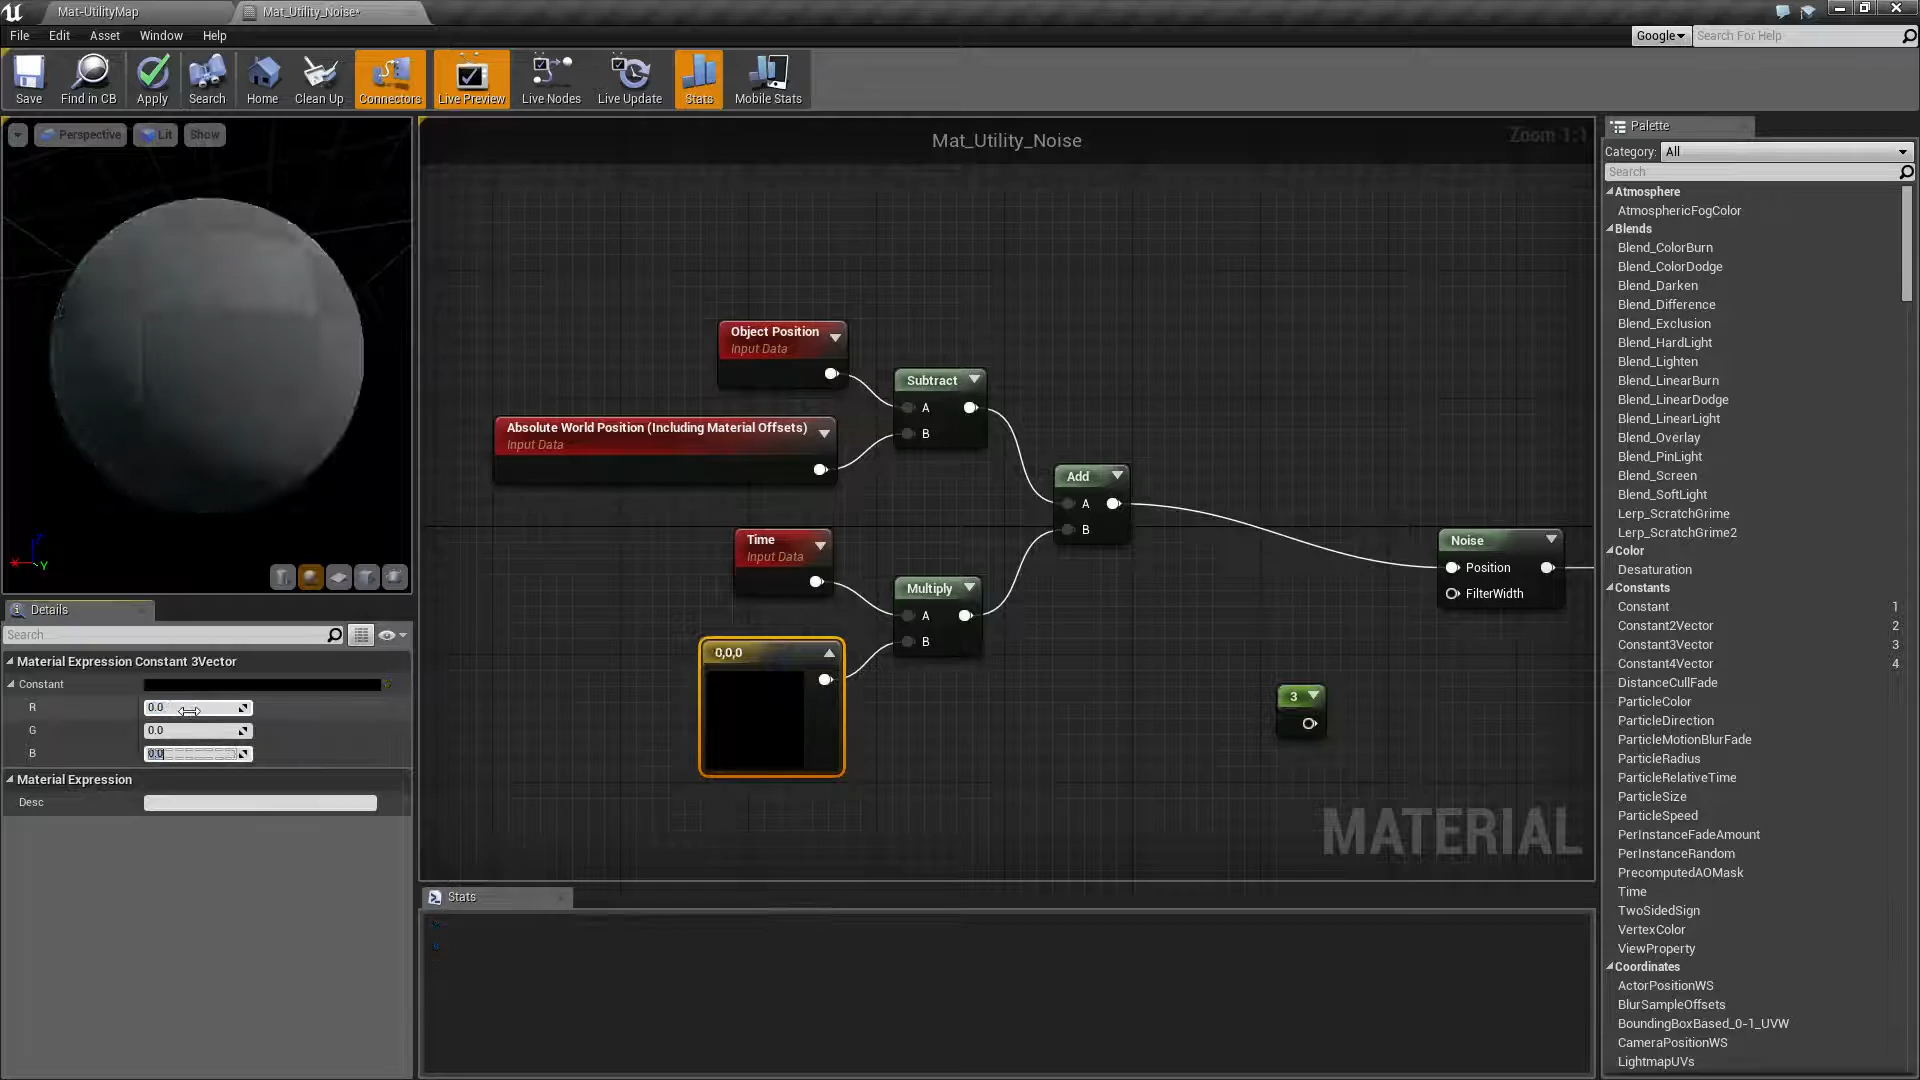 Mat-UtilityMap
Mat_Utility_Noise*
File Edit Asset Window Help
Google
Search For Help
Save
Find in CB
Apply
Search
Home
Clean Up
Connectors
Live Preview
Live Nodes
Live Update
Stats
Mobile Stats
Perspective
Lit
Show
Mat_Utility_Noise
Zoom 1:1
Object Position
Input Data
Subtract
A
B
Absolute World Position (Including Material Offsets)
Input Data
Add
A
B
Time
Input Data
Multiply
A
B
0,0,0
Noise
Position
FilterWidth
3
MATERIAL
X
Y
Z
Details
Search
Material Expression Constant 3Vector
Constant
R 0.0
G 0.0
B 0.0
Material Expression
Desc
Stats
Palette
Category: All
Search
Atmosphere
AtmosphericFogColor
Blends
Blend_ColorBurn
Blend_ColorDodge
Blend_Darken
Blend_Difference
Blend_Exclusion
Blend_HardLight
Blend_Lighten
Blend_LinearBurn
Blend_LinearDodge
Blend_LinearLight
Blend_Overlay
Blend_PinLight
Blend_Screen
Blend_SoftLight
Lerp_ScratchGrime
Lerp_ScratchGrime2
Color
Desaturation
Constants
Constant 1
Constant2Vector 2
Constant3Vector 3
Constant4Vector 4
DistanceCullFade
ParticleColor
ParticleDirection
ParticleMotionBlurFade
ParticleRadius
ParticleRelativeTime
ParticleSize
ParticleSpeed
PerInstanceFadeAmount
PerInstanceRandom
PrecomputedAOMask
Time
TwoSidedSign
VertexColor
ViewProperty
Coordinates
ActorPositionWS
BlurSampleOffsets
BoundingBoxBased_0-1_UVW
CameraPositionWS
LightmapUVs